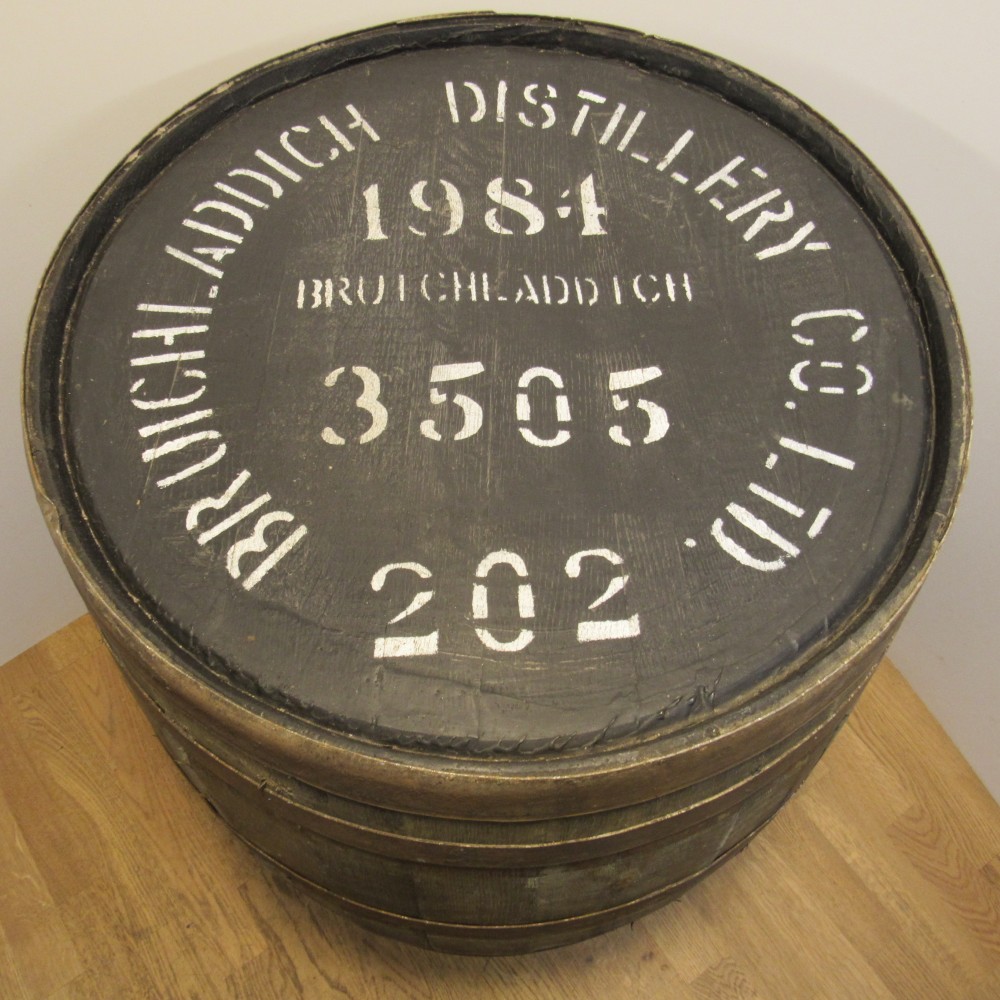 BRUICHLADDICH DISTILLERY CO. LTD.
1984
BRUICHLADDICH
3505
202